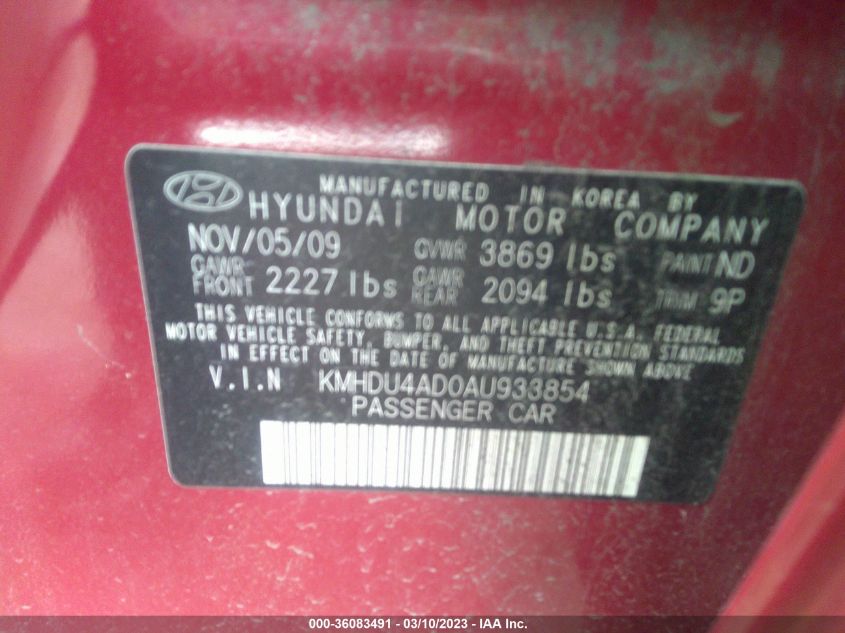 MANUFACTURED IN KOREA BY
HYUNDAI MOTOR COMPANY
NOV/05/09 GVWR 3869 lbs PAINT ND
GAWR FRONT 2227 lbs GAWR REAR 2094 lbs TRIM 9P
THIS VEHICLE CONFORMS TO ALL APPLICABLE U.S.A. FEDERAL
MOTOR VEHICLE SAFETY, BUMPER, AND THEFT PREVENTION STANDARDS
IN EFFECT ON THE DATE OF MANUFACTURE SHOWN ABOVE
V.I.N KMHDU4AD0AU933854
PASSENGER CAR
000-36083491 - 03/10/2023 - IAA Inc.